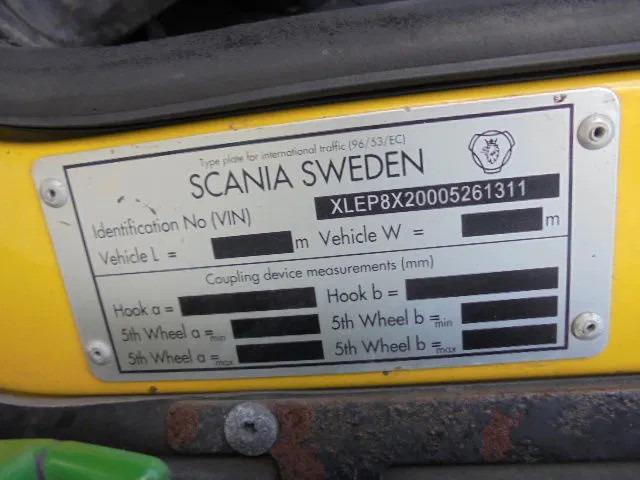 Type plate for international traffic (96/53/EC)
SCANIA SWEDEN
Identification No (VIN) XLEP8X20005261311
Vehicle L = m Vehicle W = m
Coupling device measurements (mm)
Hook a = Hook b =
5th Wheel a =min 5th Wheel b =min
5th Wheel a =max 5th Wheel b =max